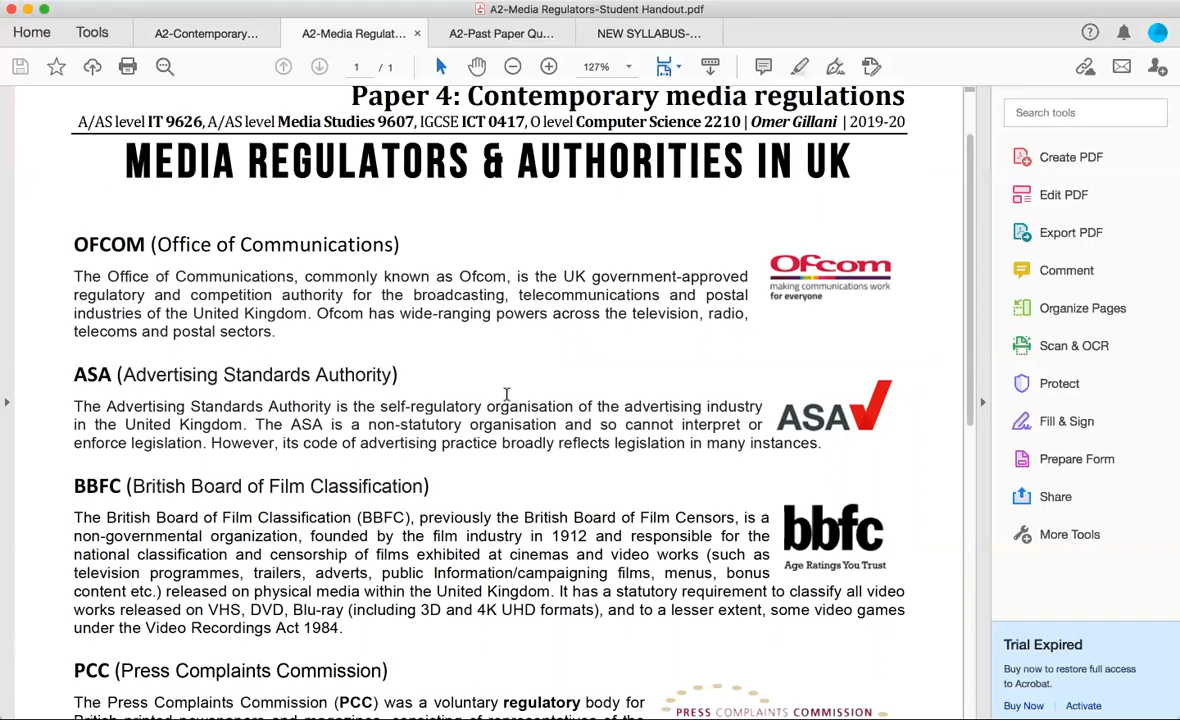 A2-Media Regulators-Student Handout.pdf
Home
Tools
A2-Contemporary...
A2-Media Regulat...
×
A2-Past Paper Qu...
NEW SYLLABUS-...
1 / 1
127%
Paper 4: Contemporary media regulations
A/AS level IT 9626, A/AS level Media Studies 9607, IGCSE ICT 0417, O level Computer Science 2210 | Omer Gillani | 2019-20
MEDIA REGULATORS & AUTHORITIES IN UK
OFCOM (Office of Communications)
The Office of Communications, commonly known as Ofcom, is the UK government-approved
regulatory and competition authority for the broadcasting, telecommunications and postal
industries of the United Kingdom. Ofcom has wide-ranging powers across the television, radio,
telecoms and postal sectors.
Ofcom
making communications work
for everyone
ASA (Advertising Standards Authority)
The Advertising Standards Authority is the self-regulatory organisation of the advertising industry
in the United Kingdom. The ASA is a non-statutory organisation and so cannot interpret or
enforce legislation. However, its code of advertising practice broadly reflects legislation in many instances.
ASA
BBFC (British Board of Film Classification)
The British Board of Film Classification (BBFC), previously the British Board of Film Censors, is a
non-governmental organization, founded by the film industry in 1912 and responsible for the
national classification and censorship of films exhibited at cinemas and video works (such as
television programmes, trailers, adverts, public Information/campaigning films, menus, bonus
content etc.) released on physical media within the United Kingdom. It has a statutory requirement to classify all video
works released on VHS, DVD, Blu-ray (including 3D and 4K UHD formats), and to a lesser extent, some video games
under the Video Recordings Act 1984.
bbfc
Age Ratings You Trust
PCC (Press Complaints Commission)
The Press Complaints Commission (PCC) was a voluntary regulatory body for
British printed newspapers and magazines, consisting of representatives of the
PRESS COMPLAINTS COMMISSION
Search tools
Create PDF
Edit PDF
Export PDF
Comment
Organize Pages
Scan & OCR
Protect
Fill & Sign
Prepare Form
Share
More Tools
Trial Expired
Buy now to restore full access
to Acrobat.
Buy Now
Activate